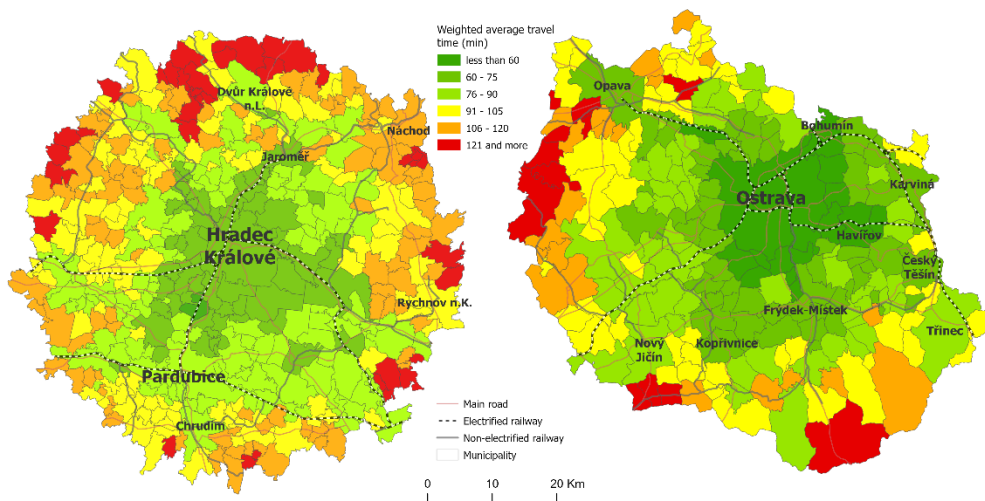 Weighted average travel
time (min)
less than 60
60 - 75
76 - 90
91 - 105
106 - 120
121 and more
Dvůr Králové
n.L.
Náchod
Jaroměř
Hradec
Králové
Rychnov n.K.
Pardubice
Chrudim
Opava
Bohumín
Karviná
Ostrava
Havířov
Český
Těšín
Frýdek-Místek
Třinec
Nový
Jičín
Kopřivnice
Main road
Electrified railway
Non-electrified railway
Municipality
0 10 20 Km